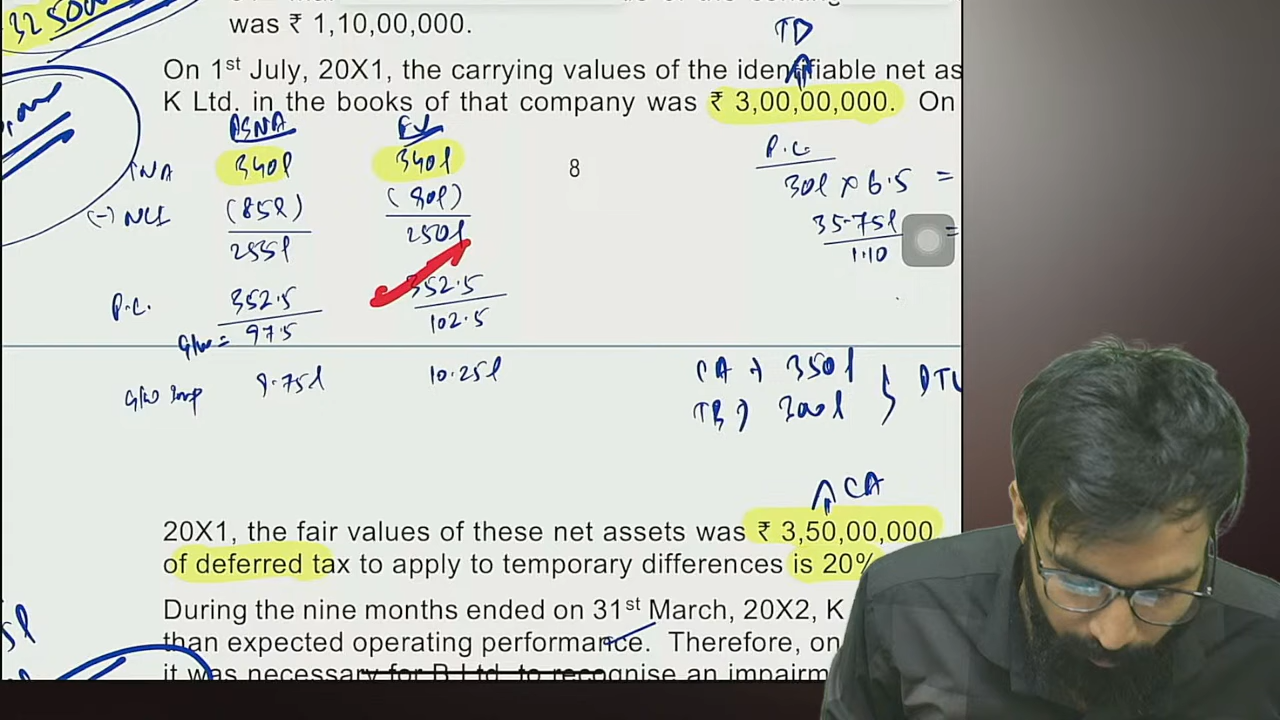 325000
was ₹ 1,10,00,000.
TD
On 1st July, 20X1, the carrying values of the identifiable net as
K Ltd. in the books of that company was ₹ 3,00,00,000. On
PSNA FV
↑NA 340l 340l
8
P.C.
30l × 6.5 =
(-) NCI (85l) (90l)
35.75l =
1.10
255l 250l
P.C. 352.5 352.5
G/w = 97.5 102.5
G/w Imp 9.75l 10.25l
CA → 350l
TB → 300l } DTL
↑ CA
20X1, the fair values of these net assets was ₹ 3,50,00,000
of deferred tax to apply to temporary differences is 20%
During the nine months ended on 31st March, 20X2, K
than expected operating performance. Therefore, on
it was necessary for B Ltd. to recognise an impairm